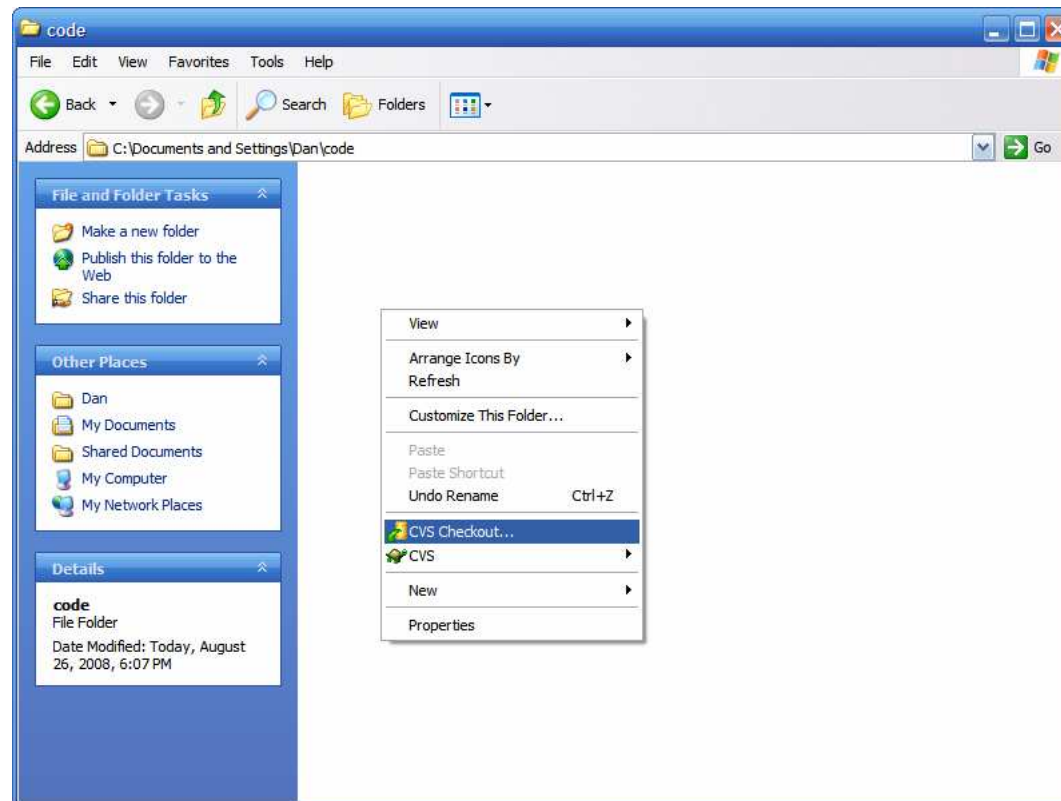 code
File Edit View Favorites Tools Help
Back Search Folders
Address C:\Documents and Settings\Dan\code Go
File and Folder Tasks
Make a new folder
Publish this folder to the
Web
Share this folder
Other Places
Dan
My Documents
Shared Documents
My Computer
My Network Places
Details
code
File Folder
Date Modified: Today, August
26, 2008, 6:07 PM
View
Arrange Icons By
Refresh
Customize This Folder...
Paste
Paste Shortcut
Undo Rename Ctrl+Z
CVS Checkout...
CVS
New
Properties